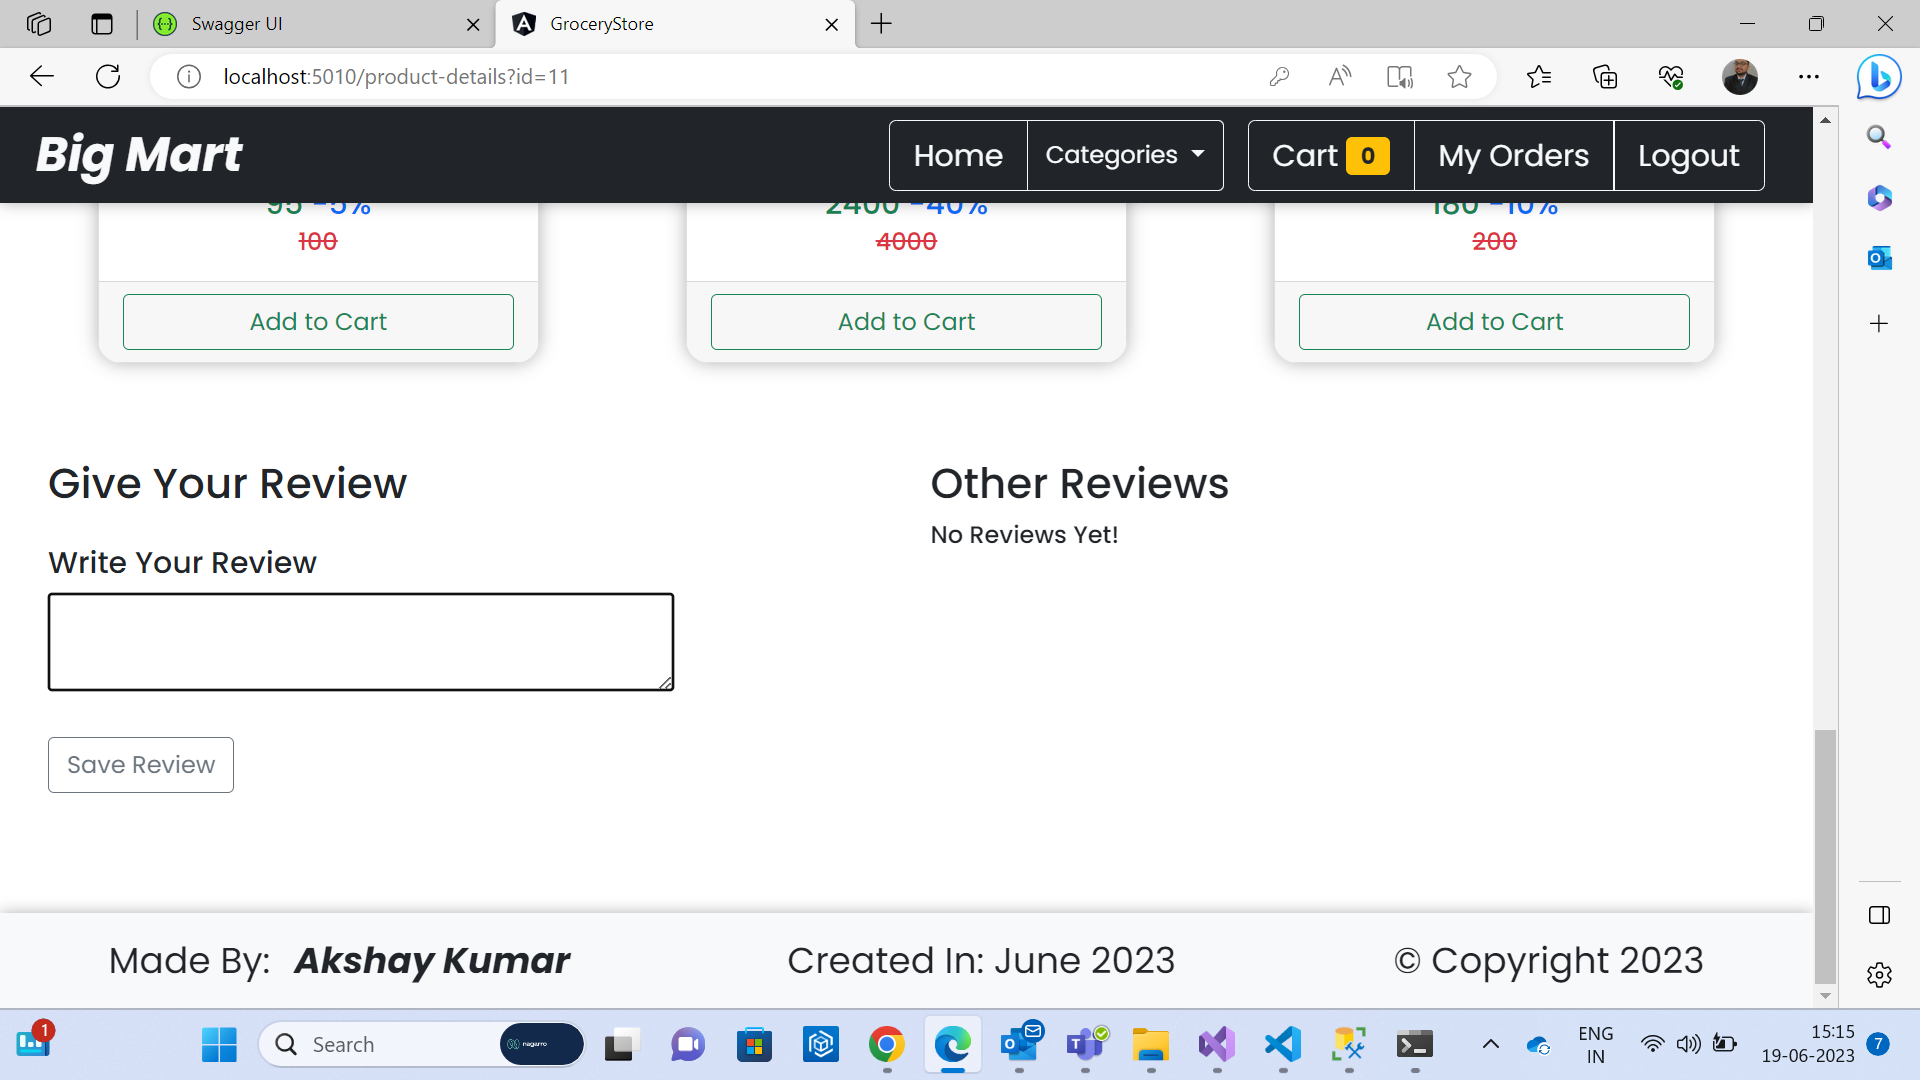 Swagger UI
GroceryStore
localhost:5010/product-details?id=11
Big Mart
Home
Categories
Cart 0
My Orders
Logout
95 -5%
2400 -40%
180 -10%
100
4000
200
Add to Cart
Add to Cart
Add to Cart
Give Your Review
Other Reviews
No Reviews Yet!
Write Your Review
Save Review
Made By: Akshay Kumar
Created In: June 2023
© Copyright 2023
1
Search
nagarro
ENG
IN
15:15
19-06-2023
7